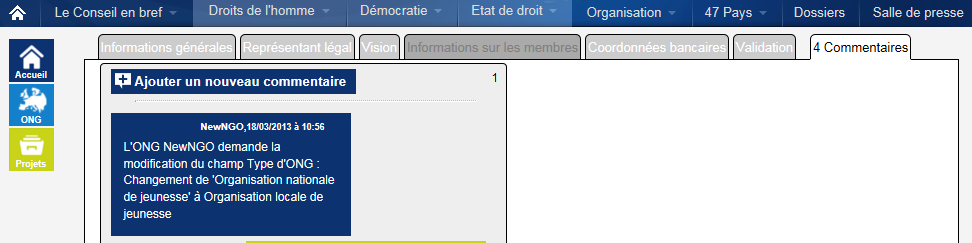 Le Conseil en bref Droits de l'homme Démocratie Etat de droit Organisation 47 Pays Dossiers Salle de presse
Informations générales Représentant légal Vision Informations sur les membres Coordonnées bancaires Validation 4 Commentaires
Accueil
ONG
Projets
Ajouter un nouveau commentaire 1
NewNGO,18/03/2013 à 10:56
L'ONG NewNGO demande la
modification du champ Type d'ONG :
Changement de 'Organisation nationale
de jeunesse' à Organisation locale de
jeunesse